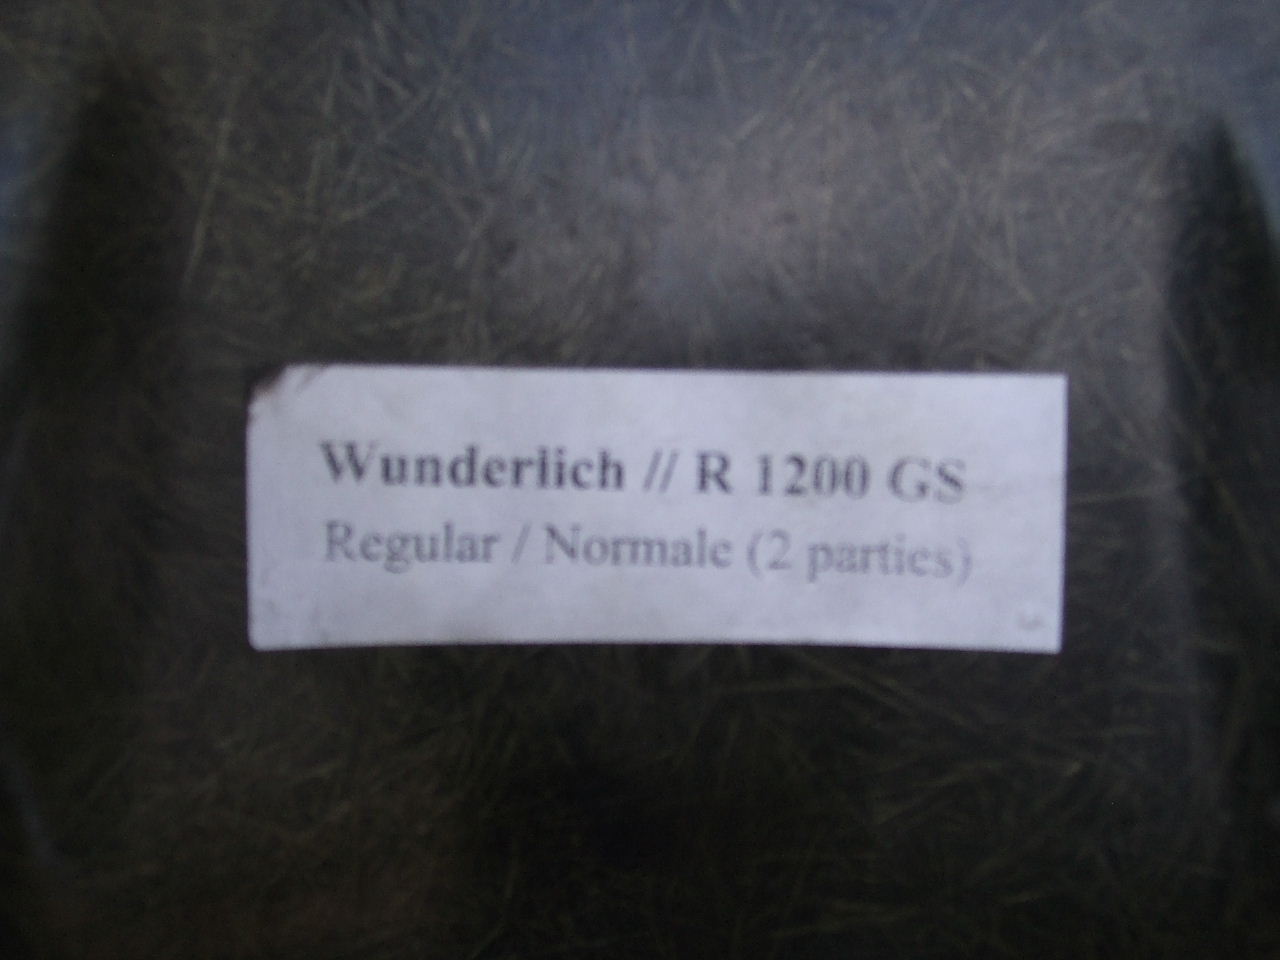 Wunderlich // R 1200 GS
Regular / Normale (2 parties)